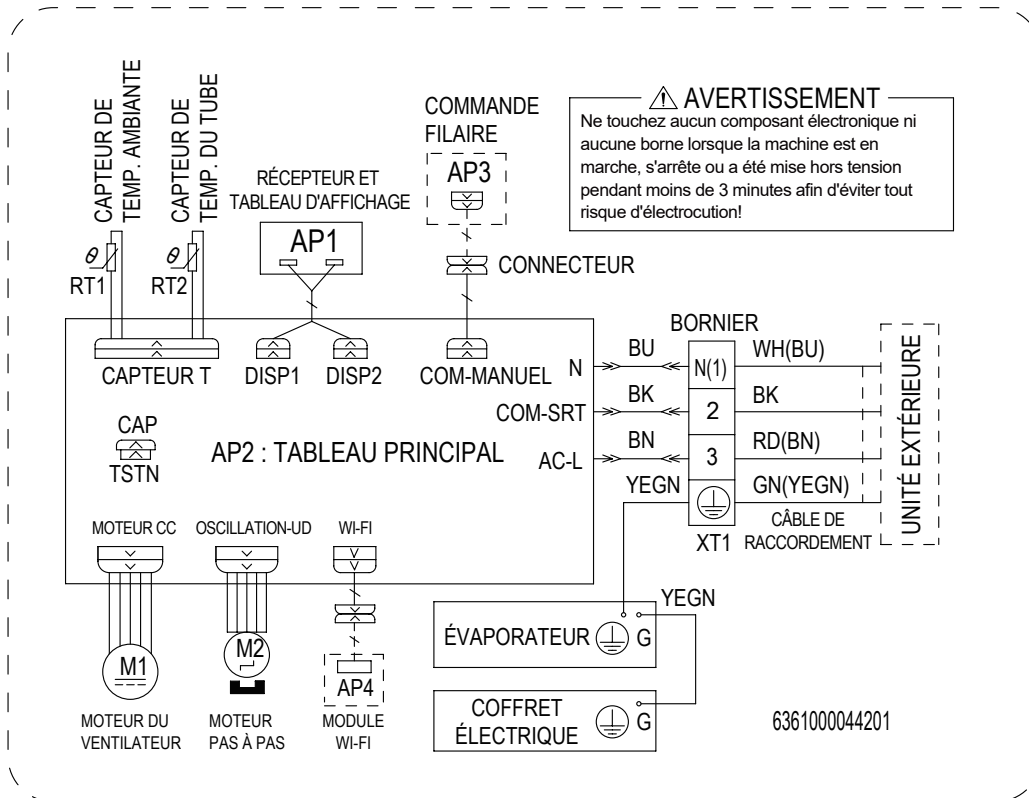 CAPTEUR DE
TEMP. AMBIANTE
CAPTEUR DE
TEMP. DU TUBE
RÉCEPTEUR ET
TABLEAU D'AFFICHAGE
COMMANDE
FILAIRE
AVERTISSEMENT
Ne touchez aucun composant électronique ni
aucune borne lorsque la machine est en
marche, s'arrête ou a été mise hors tension
pendant moins de 3 minutes afin d'éviter tout
risque d'électrocution!
θ
RT1
θ
RT2
AP1
AP3
CONNECTEUR
CAPTEUR T
DISP1
DISP2
COM-MANUEL
N
COM-SRT
AC-L
CAP
TSTN
AP2 : TABLEAU PRINCIPAL
BORNIER
BU
N(1)
WH(BU)
BK
2
BK
BN
3
RD(BN)
YEGN
GN(YEGN)
XT1
CÂBLE DE
RACCORDEMENT
UNITÉ EXTÉRIEURE
MOTEUR CC
OSCILLATION-UD
WI-FI
M1
M2
AP4
MOTEUR DU
VENTILATEUR
MOTEUR
PAS À PAS
MODULE
WI-FI
YEGN
ÉVAPORATEUR
G
COFFRET
ÉLECTRIQUE
G
6361000044201